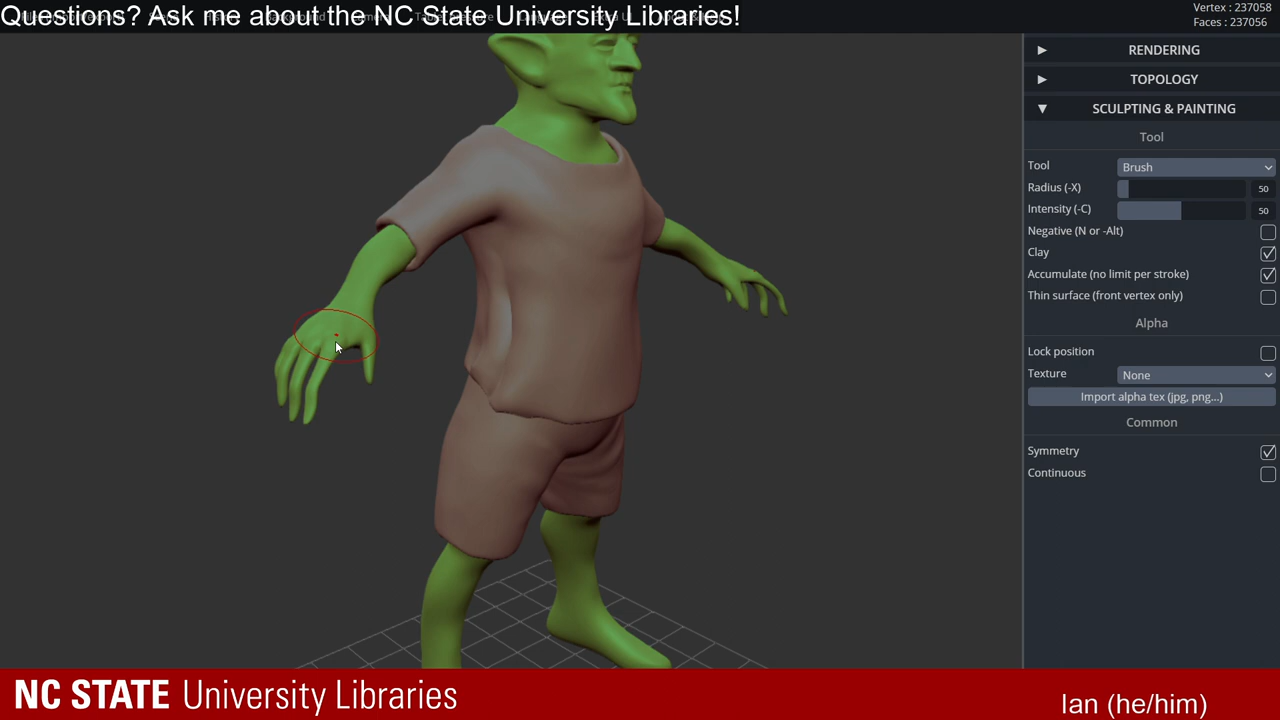 Questions? Ask me about the NC State University Libraries!
Vertex : 237058
Faces : 237056
RENDERING
TOPOLOGY
SCULPTING & PAINTING
Tool
Tool Brush
Radius (-X) 50
Intensity (-C) 50
Negative (N or -Alt)
Clay
Accumulate (no limit per stroke)
Thin surface (front vertex only)
Alpha
Lock position
Texture None
Import alpha tex (jpg, png...)
Common
Symmetry
Continuous
NC STATE University Libraries
Ian (he/him)